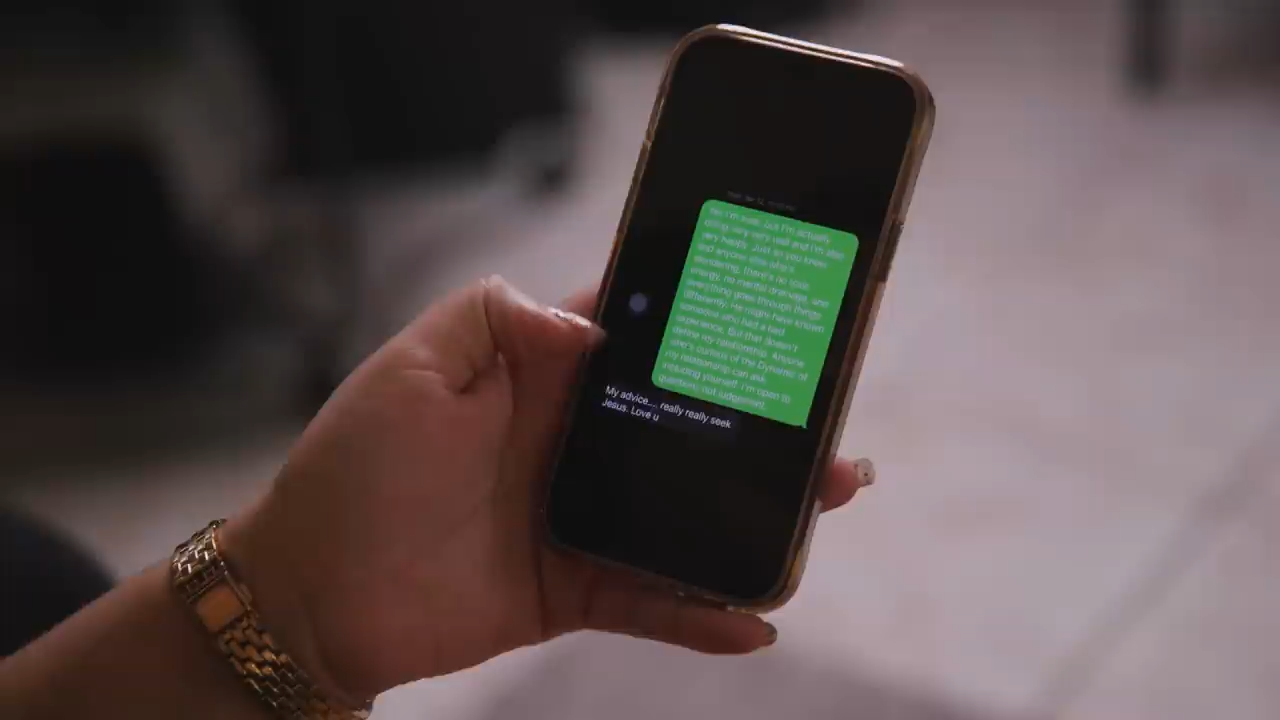 No I'm east, but I'm actually
doing very very well and I'm also
very happy. Just so you know
and anyone else who's
wondering, there's no toxic
energy, no mental drainage, and
everything goes through things
differently. He might have known
someone who had a bad
experience. But that doesn't
define my relationship. Anyone
who's curious of the Dynamic of
my relationship can ask
including yourself. I'm open to
questions not judgement.
My advice.... really really seek
Jesus. Love u